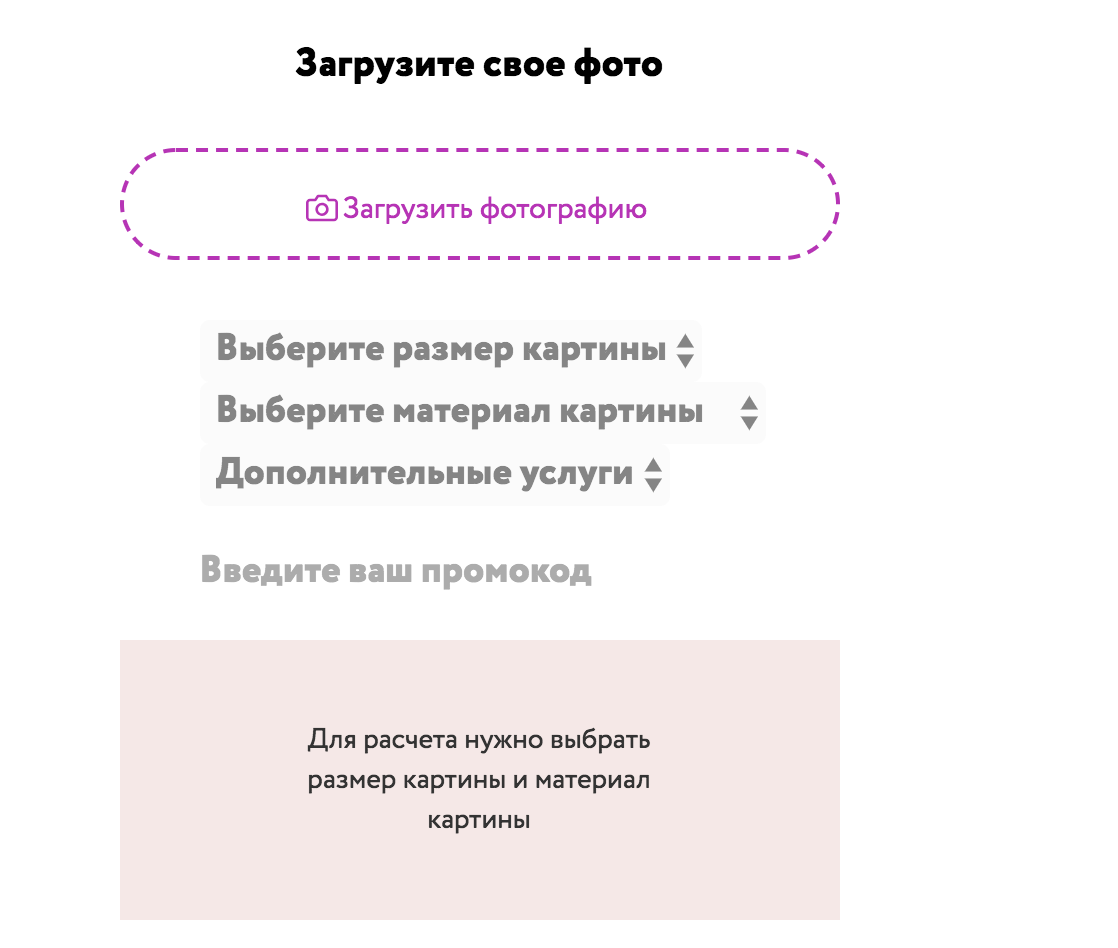 Загрузите свое фото
Загрузить фотографию
Выберите размер картины
Выберите материал картины
Дополнительные услуги
Введите ваш промокод
Для расчета нужно выбрать
размер картины и материал
картины